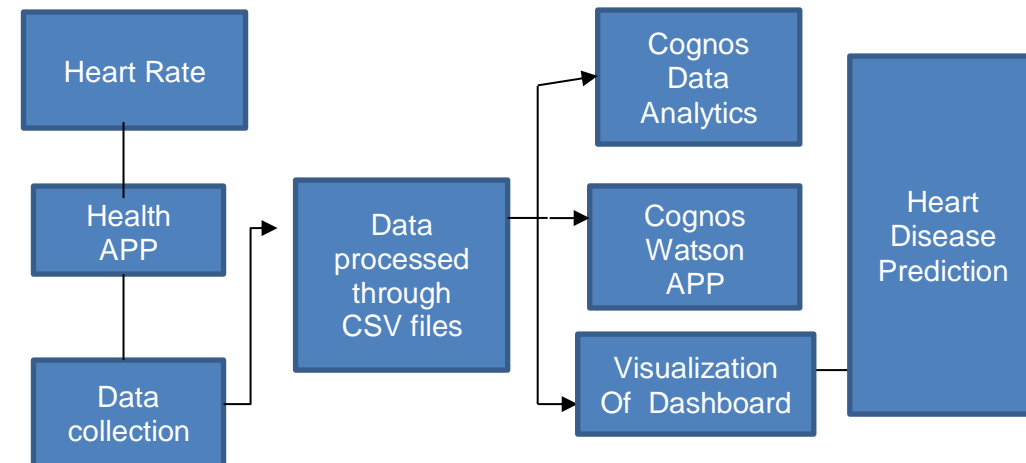 Heart Rate
Health
APP
Data
collection
Data
processed
through
CSV files
Cognos
Data
Analytics
Cognos
Watson
APP
Visualization
Of Dashboard
Heart
Disease
Prediction